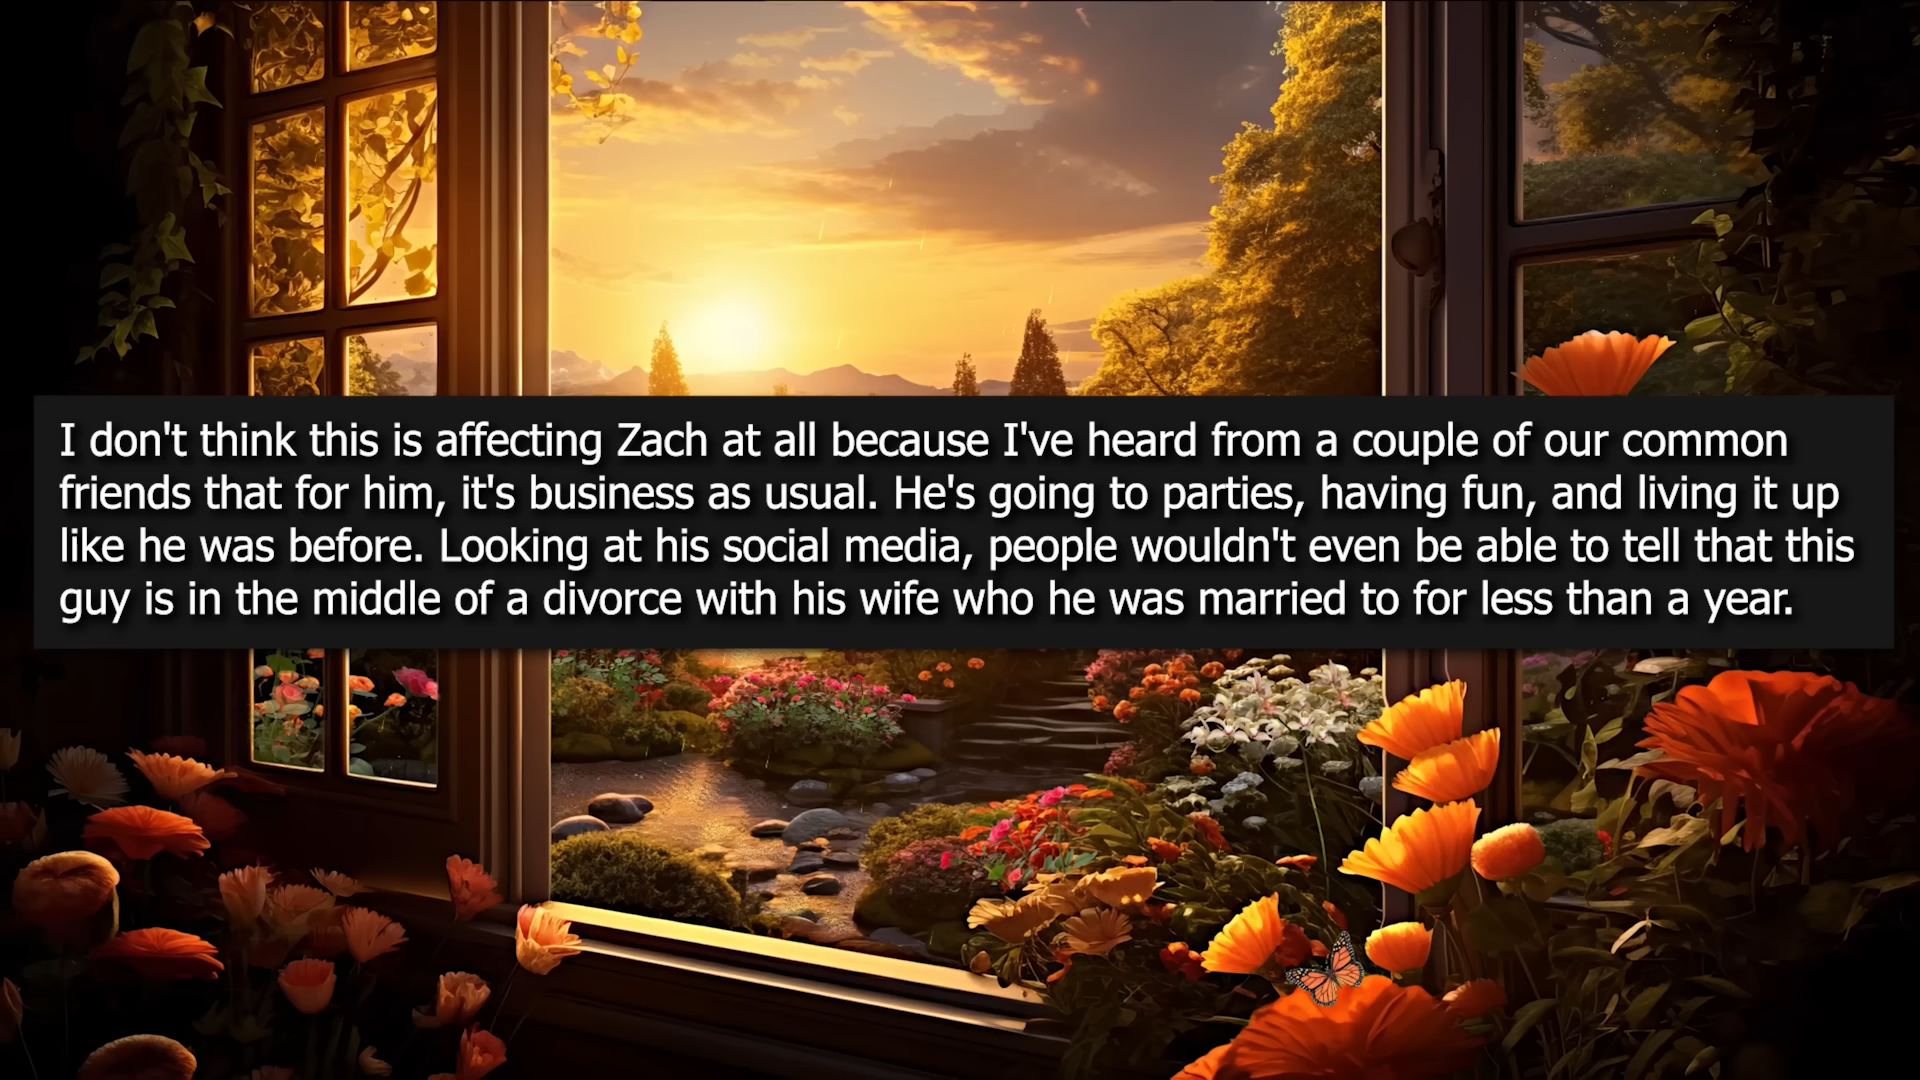 I don't think this is affecting Zach at all because I've heard from a couple of our common
friends that for him, it's business as usual. He's going to parties, having fun, and living it up
like he was before. Looking at his social media, people wouldn't even be able to tell that this
guy is in the middle of a divorce with his wife who he was married to for less than a year.